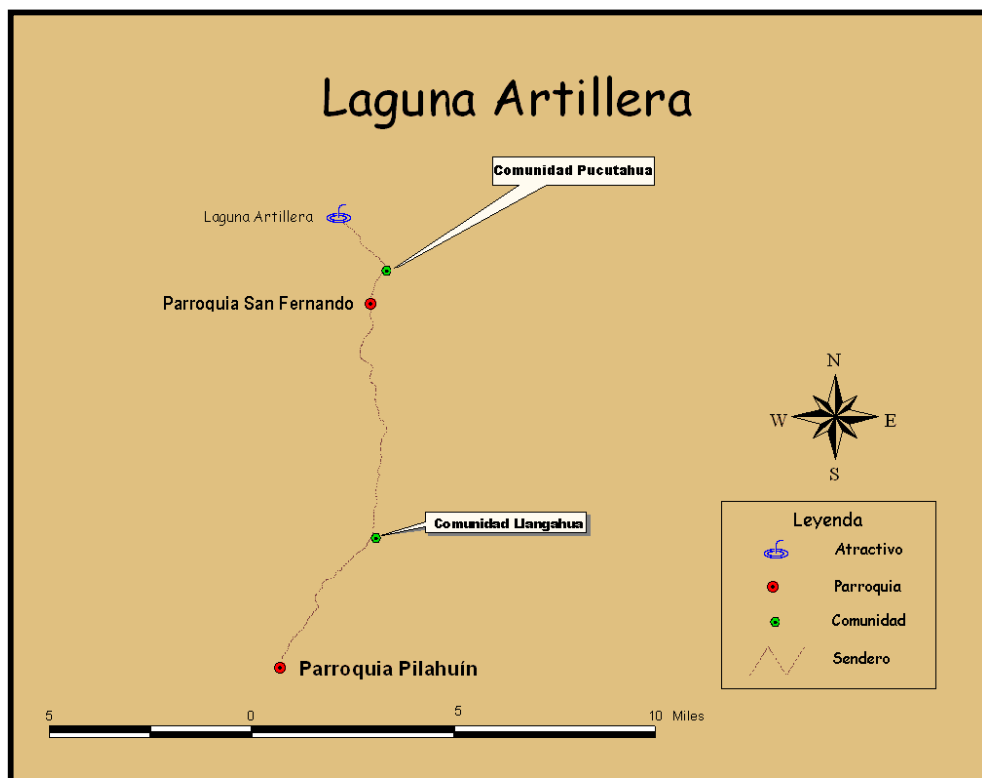 Laguna Artillera
Comunidad Pucutahua
Laguna Artillera
Parroquia San Fernando
N
W E
S
Comunidad Llangahua
Leyenda
Atractivo
Parroquia
Comunidad
Sendero
Parroquia Pilahuín
5 0 5 10 Miles